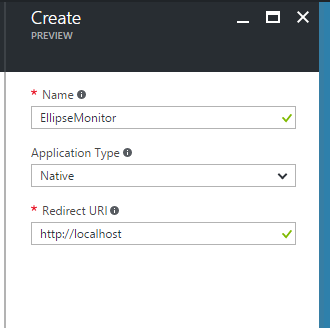 Create
PREVIEW
* Name
EllipseMonitor
Application Type
Native
* Redirect URI
http://localhost